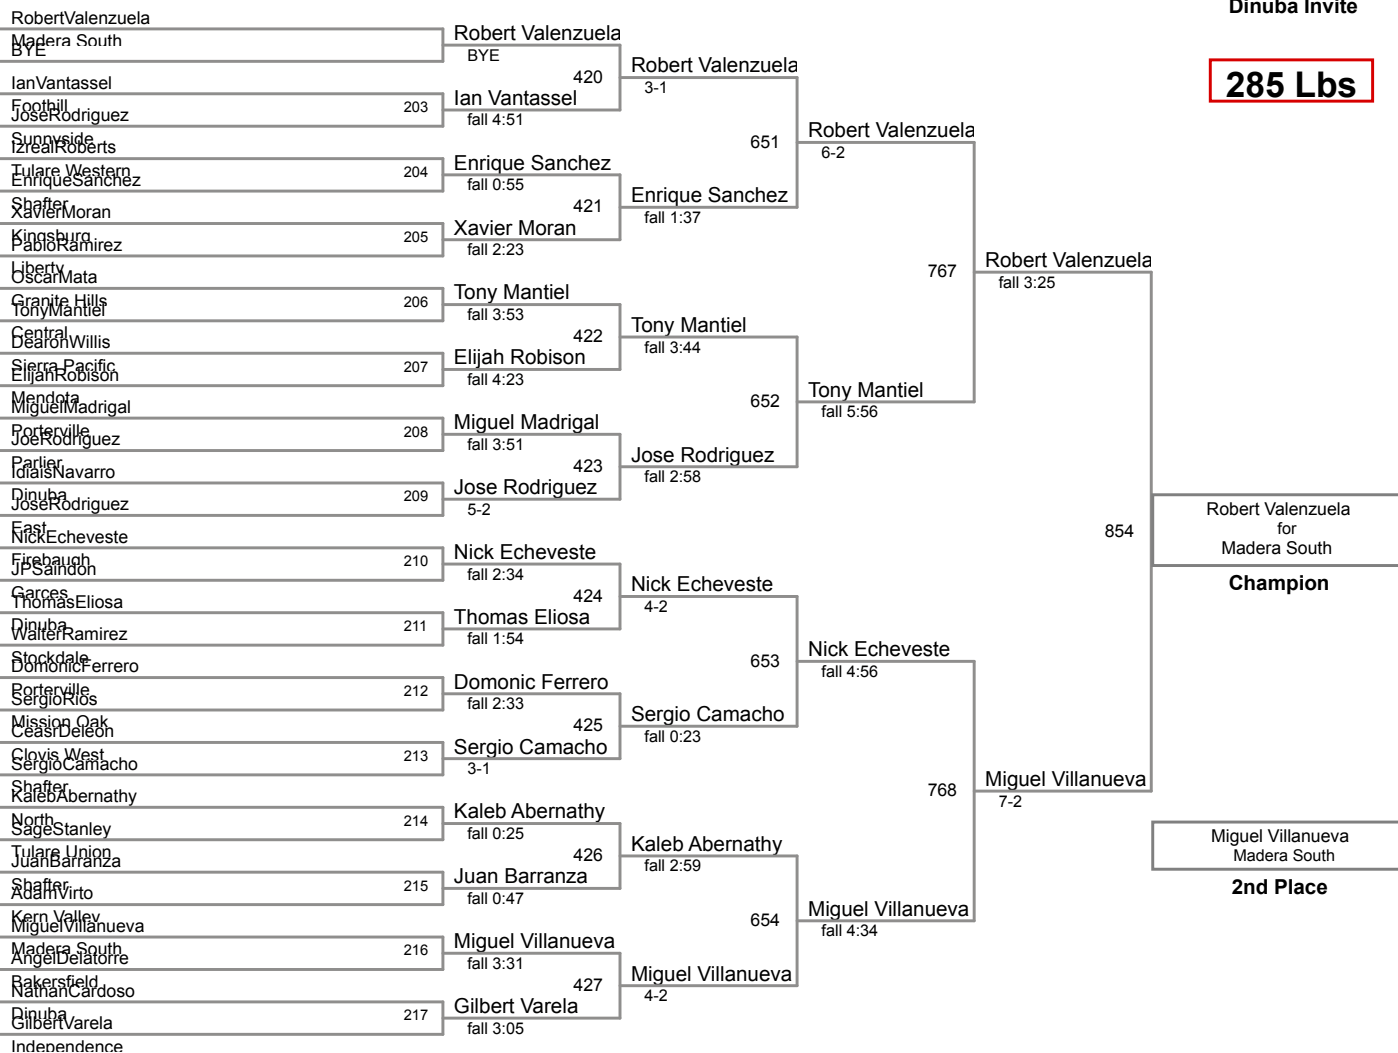 Dinuba Invite
285 Lbs
RobertValenzuela
Madera South
BYE
IanVantassel
Foothill
JoseRodriguez
Sunnyside
IzrealRoberts
Tulare Western
EnriqueSanchez
Shafter
XavierMoran
Kingsburg
PabloRamirez
Liberty
OscarMata
Granite Hills
TonyMantiel
Central
DearonWillis
Sierra Pacific
ElijahRobison
Mendota
MiguelMadrigal
Porterville
JoeRodriguez
Parlier
IdiaisNavarro
Dinuba
JoseRodriguez
East
NickEcheveste
Firebaugh
JPSaindon
Garces
ThomasEliosa
Dinuba
WalterRamirez
Stockdale
DomonicFerrero
Porterville
SergioRios
Mission Oak
CeasrDeleon
Clovis West
SergioCamacho
Shafter
KalebAbernathy
North
SageStanley
Tulare Union
JuanBarranza
Shafter
AdamVirto
Kern Valley
MiguelVillanueva
Madera South
AngelDelatorre
Bakersfield
NathanCardoso
Dinuba
GilbertVarela
Independence
203
204
205
206
207
208
209
210
211
212
213
214
215
216
217
Robert Valenzuela
BYE
420
Ian Vantassel
fall 4:51
Enrique Sanchez
fall 0:55
421
Xavier Moran
fall 2:23
Tony Mantiel
fall 3:53
422
Elijah Robison
fall 4:23
Miguel Madrigal
fall 3:51
423
Jose Rodriguez
5-2
Nick Echeveste
fall 2:34
424
Thomas Eliosa
fall 1:54
Domonic Ferrero
fall 2:33
425
Sergio Camacho
3-1
Kaleb Abernathy
fall 0:25
426
Juan Barranza
fall 0:47
Miguel Villanueva
fall 3:31
427
Gilbert Varela
fall 3:05
Robert Valenzuela
3-1
651
Enrique Sanchez
fall 1:37
Tony Mantiel
fall 3:44
652
Jose Rodriguez
fall 2:58
Nick Echeveste
4-2
653
Sergio Camacho
fall 0:23
Kaleb Abernathy
fall 2:59
654
Miguel Villanueva
4-2
Robert Valenzuela
6-2
767
Tony Mantiel
fall 5:56
Nick Echeveste
fall 4:56
768
Miguel Villanueva
fall 4:34
Robert Valenzuela
fall 3:25
854
Miguel Villanueva
7-2
Robert Valenzuela
for
Madera South
Champion
Miguel Villanueva
Madera South
2nd Place